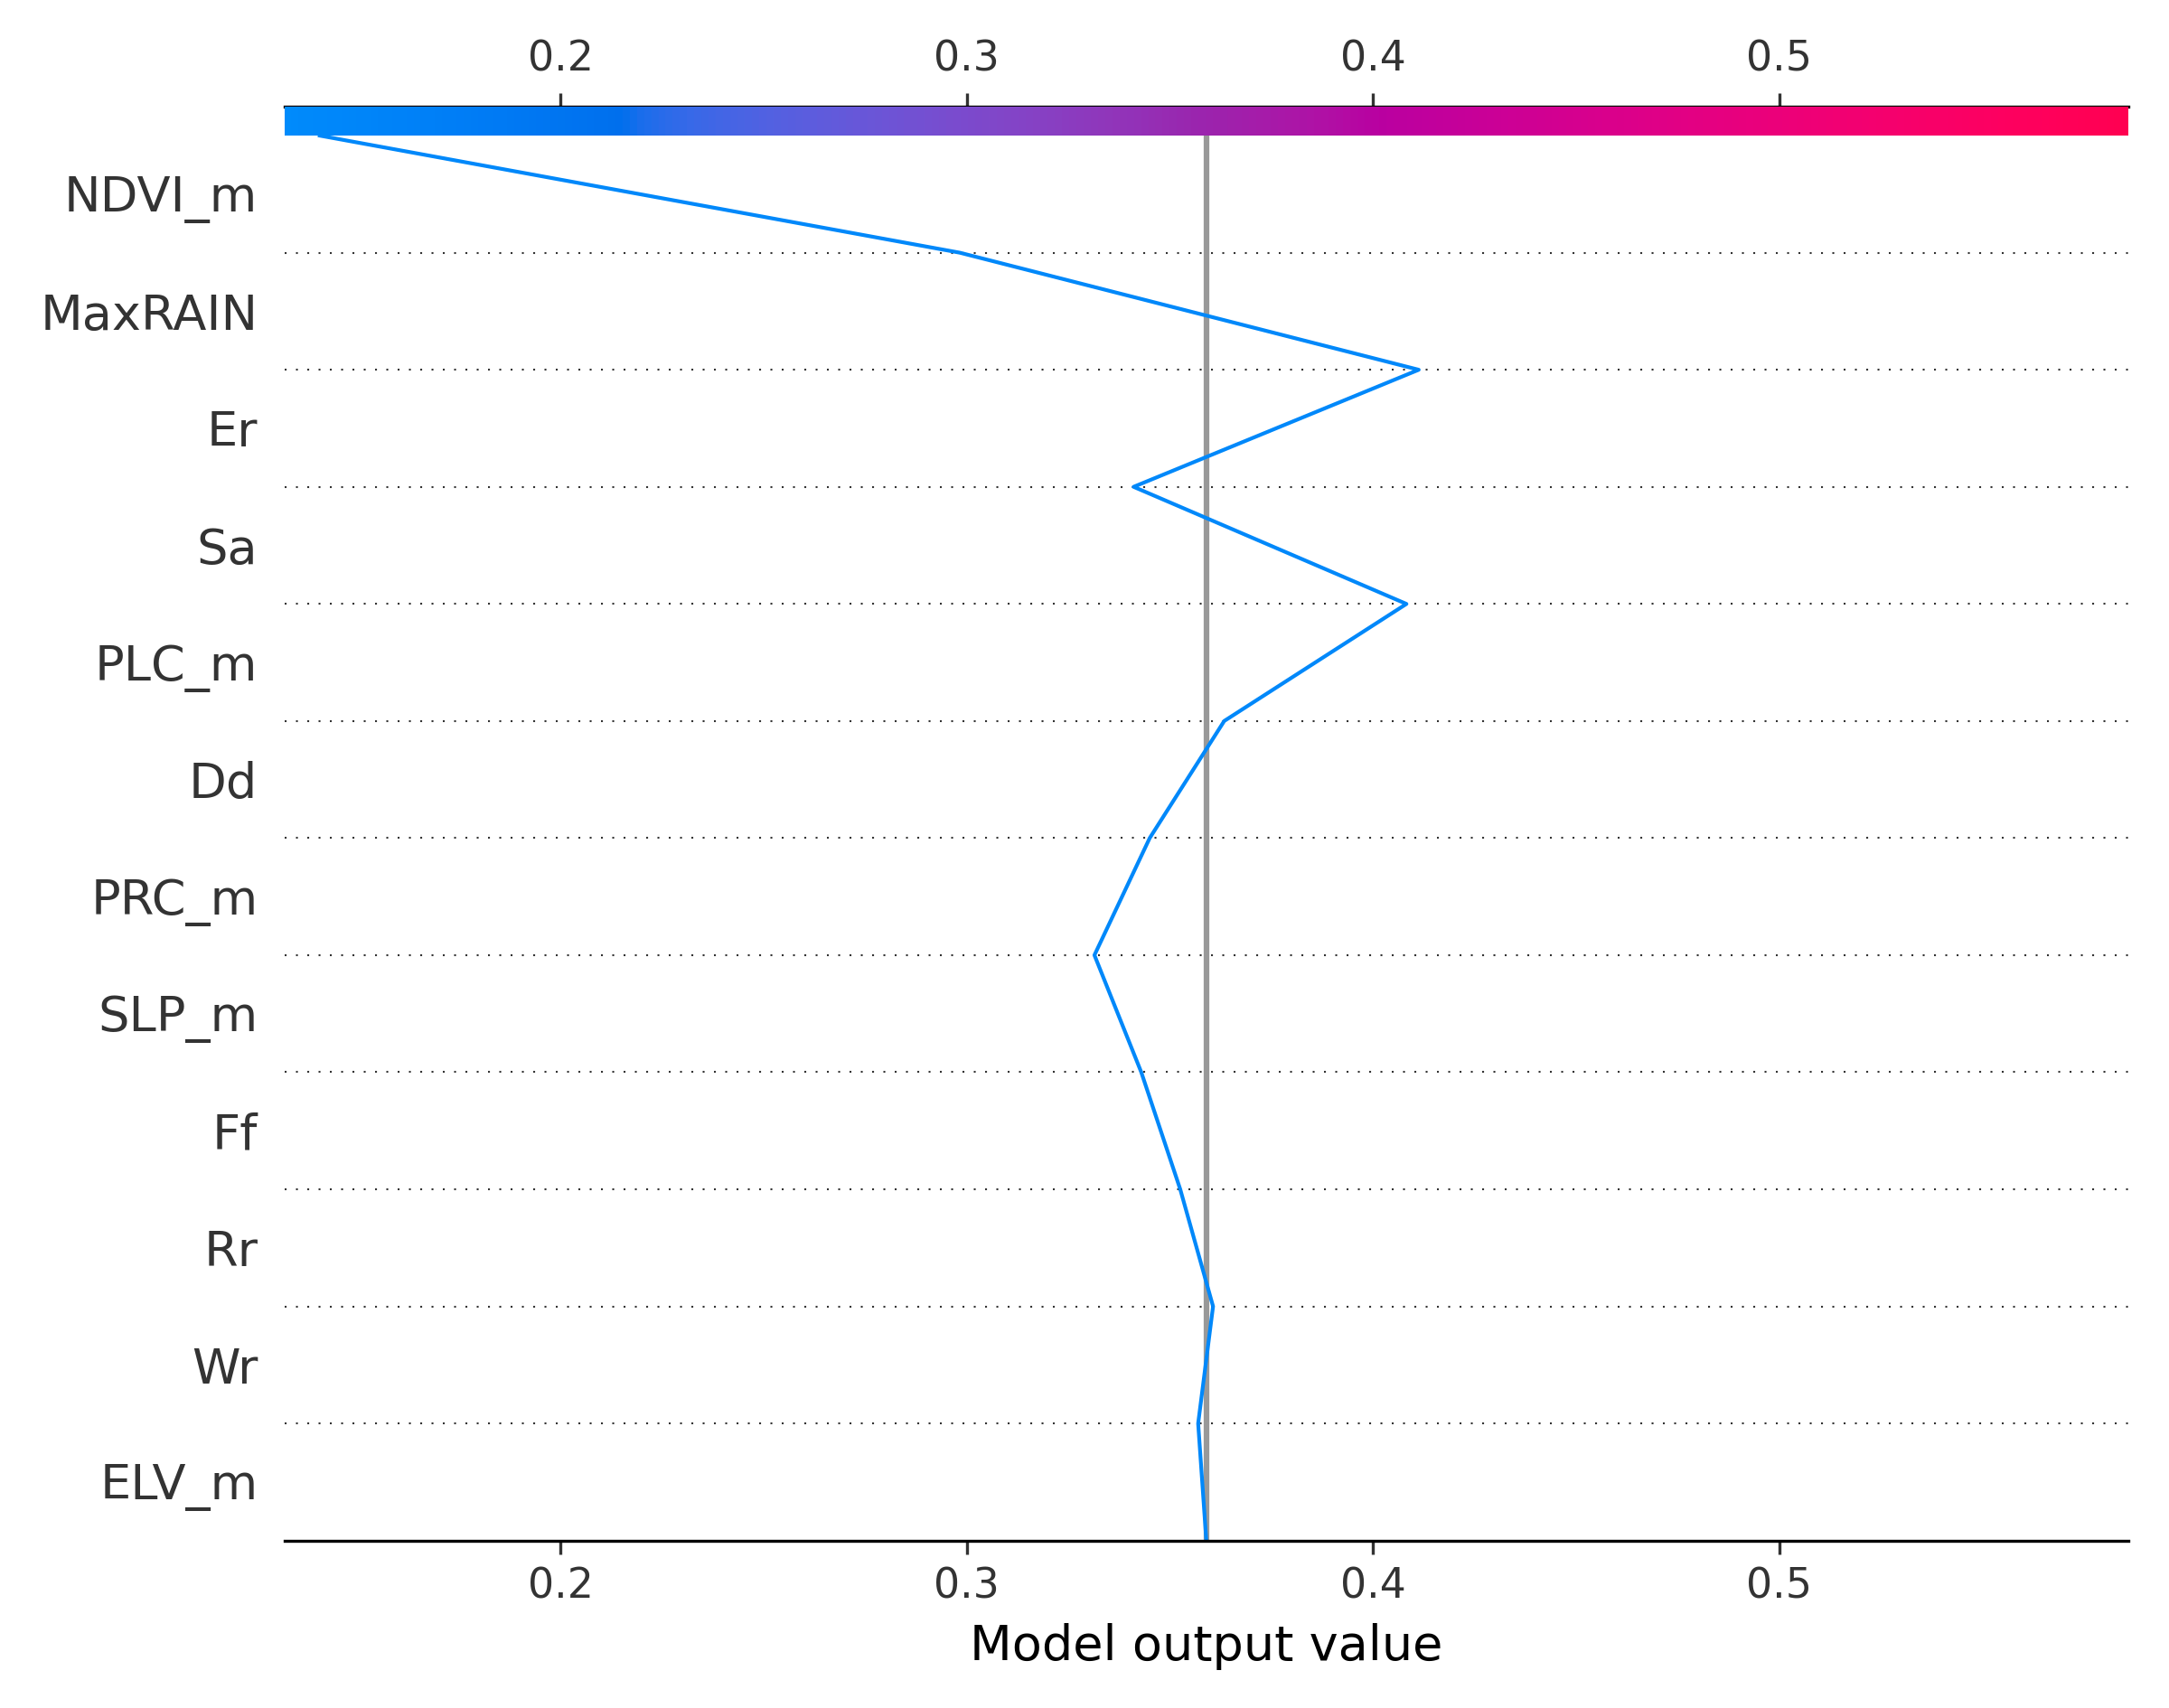 0.2 0.3 0.4 0.5
NDVI_m
MaxRAIN
Er
Sa
PLC_m
Dd
PRC_m
SLP_m
Ff
Rr
Wr
ELV_m
0.2 0.3 0.4 0.5
Model output value